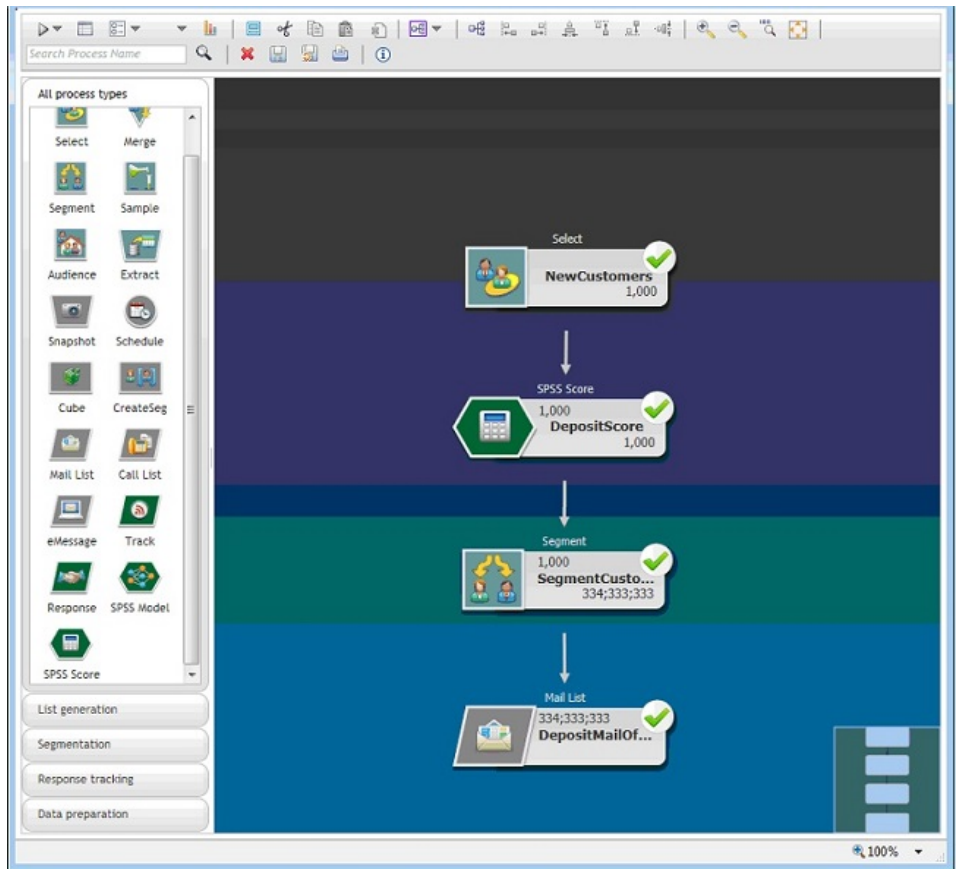 Search Process Name
All process types
Select
Merge
Segment
Sample
Audience
Extract
Snapshot
Schedule
Cube
CreateSeg
Mail List
Call List
eMessage
Track
Response
SPSS Model
SPSS Score
List generation
Segmentation
Response tracking
Data preparation
Select
NewCustomers
1,000
SPSS Score
1,000
DepositScore
1,000
Segment
1,000
SegmentCusto...
334;333;333
Mail List
334;333;333
DepositMailOf...
100%